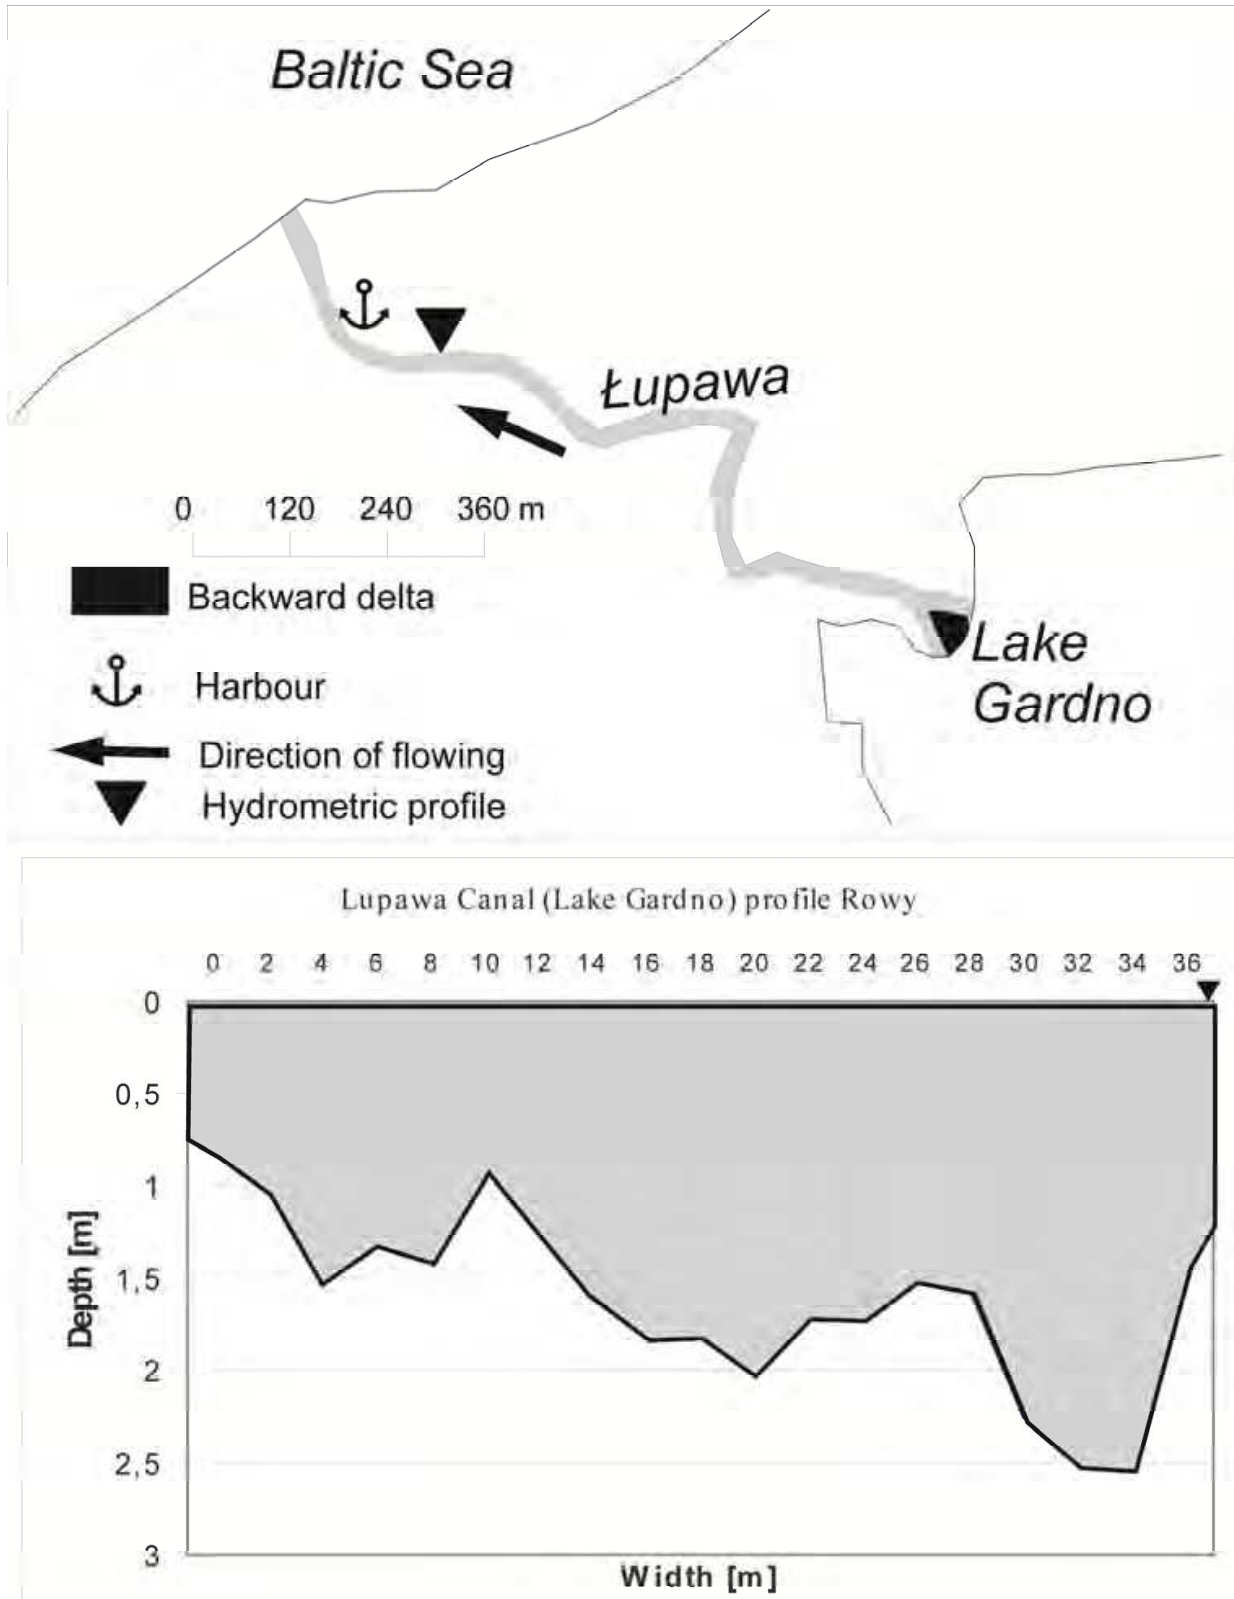 Baltic Sea
Łupawa
0 120 240 360 m
Backward delta
Lake
Gardno
Harbour
Direction of flowing
Hydrometric profile
Lupawa Canal (Lake Gardno) profile Rowy
0 2 4 6 8 10 12 14 16 18 20 22 24 26 28 30 32 34 36
0
0,5
1
1,5
2
2,5
3
Depth [m]
Width [m]